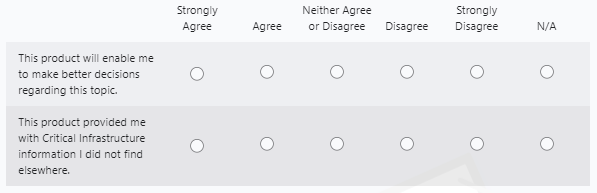 Strongly Agree
Agree
Neither Agree or Disagree
Disagree
Strongly Disagree
N/A
This product will enable me
to make better decisions
regarding this topic.
This product provided me
with Critical Infrastructure
information I did not find
elsewhere.